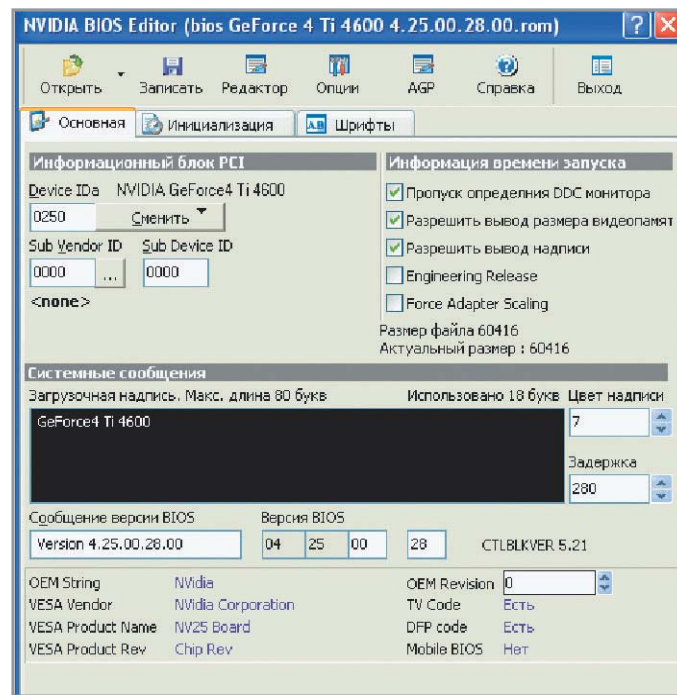 NVIDIA BIOS Editor (bios GeForce 4 Ti 4600 4.25.00.28.00.rom)
Открыть Записать Редактор Опции AGP Справка Выход
Основная Инициализация Шрифты
Информационный блок PCI
Device IDa NVIDIA GeForce4 Ti 4600
0250 Сменить
Sub Vendor ID Sub Device ID
0000 ... 0000
<none>
Информация времени запуска
Пропуск определния DDC монитора
Разрешить вывод размера видеопамят
Разрешить вывод надписи
Engineering Release
Force Adapter Scaling
Размер файла 60416
Актуальный размер : 60416
Системные сообщения
Загрузочная надпись. Макс. длина 80 букв Использовано 18 букв Цвет надписи
GeForce4 Ti 4600
7
Задержка
280
Сообщение версии BIOS Версия BIOS
Version 4.25.00.28.00 04 25 00 28 CTLBLKVER 5.21
OEM String NVidia OEM Revision 0
VESA Vendor NVidia Corporation TV Code Есть
VESA Product Name NV25 Board DFP code Есть
VESA Product Rev Chip Rev Mobile BIOS Нет